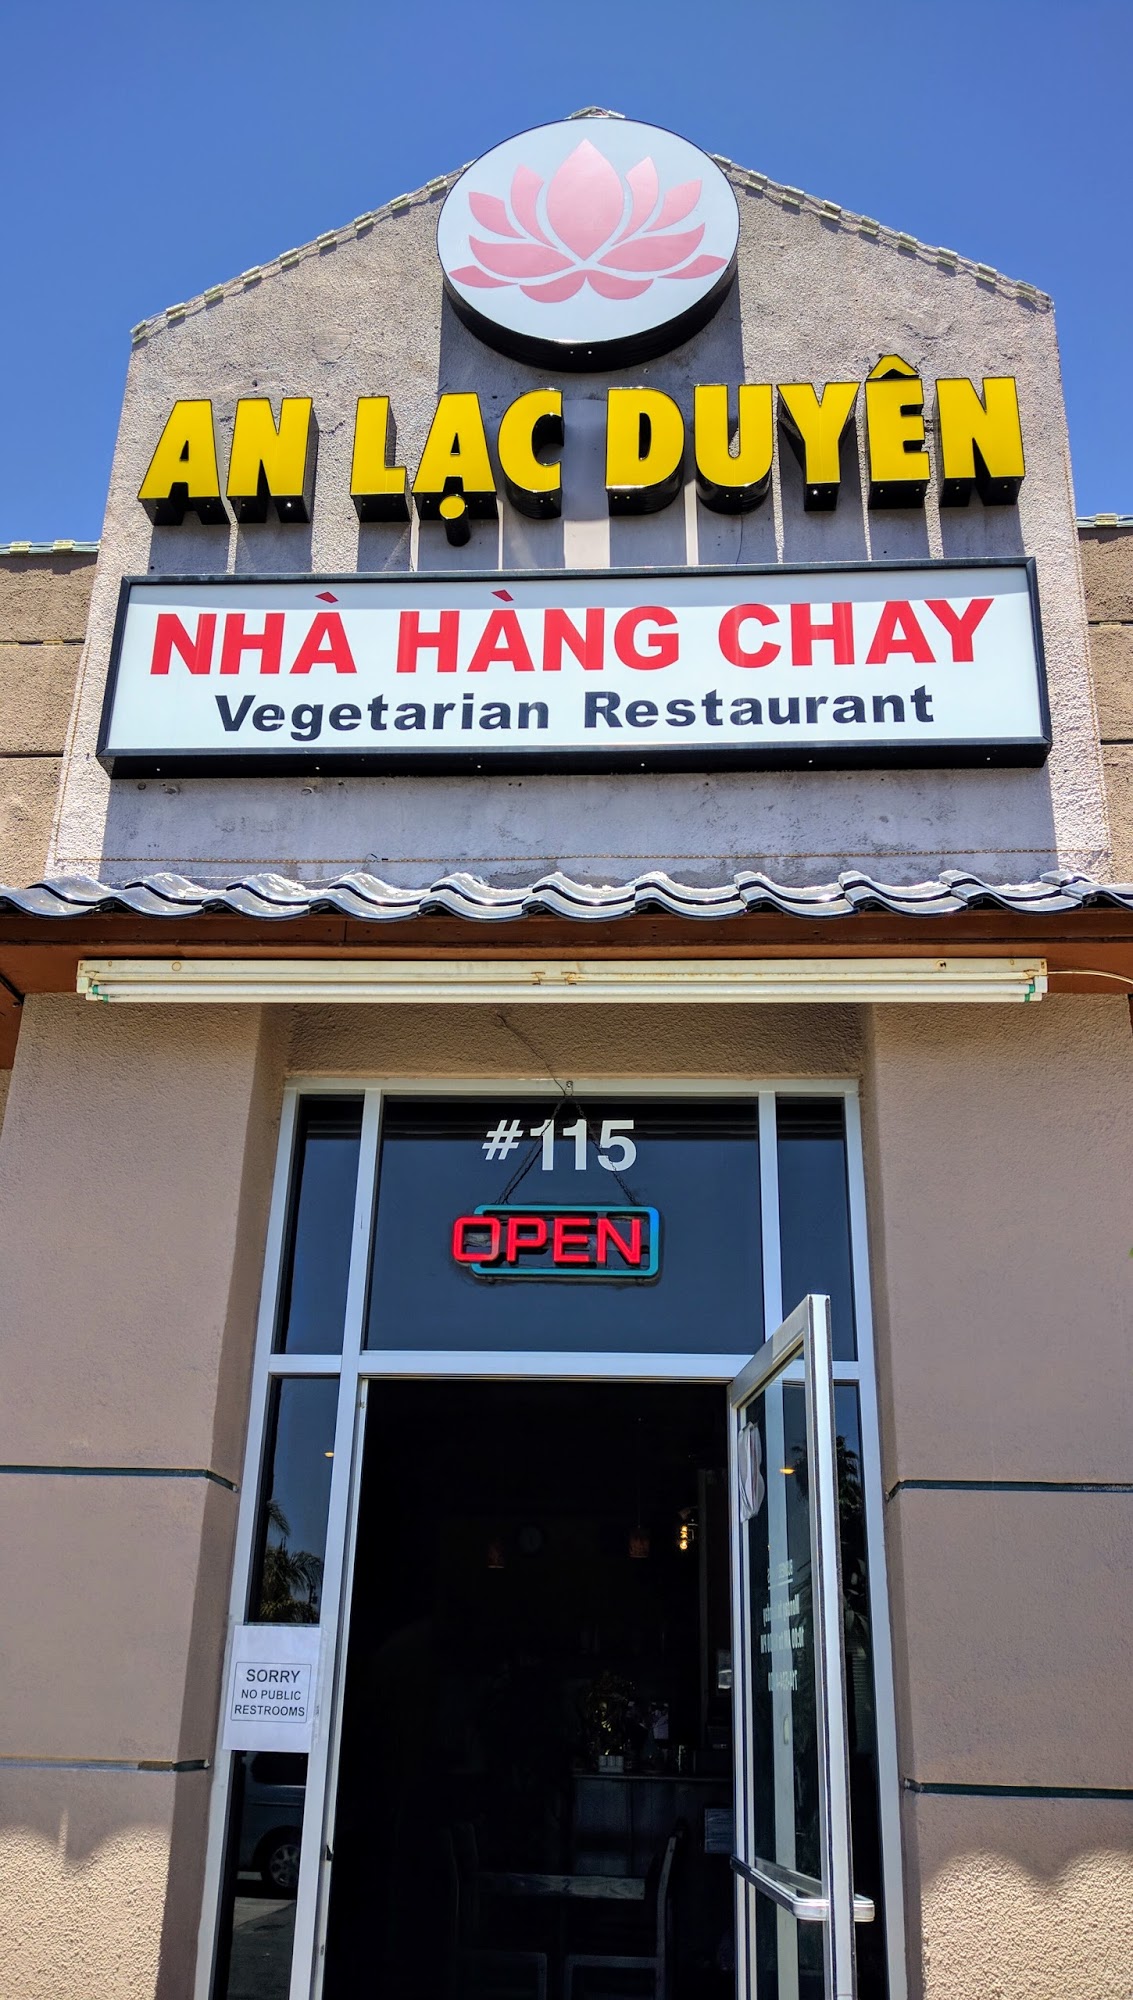 AN LẠC DUYÊN
NHÀ HÀNG CHAY
Vegetarian Restaurant
#115
OPEN
SORRY
NO PUBLIC
RESTROOMS